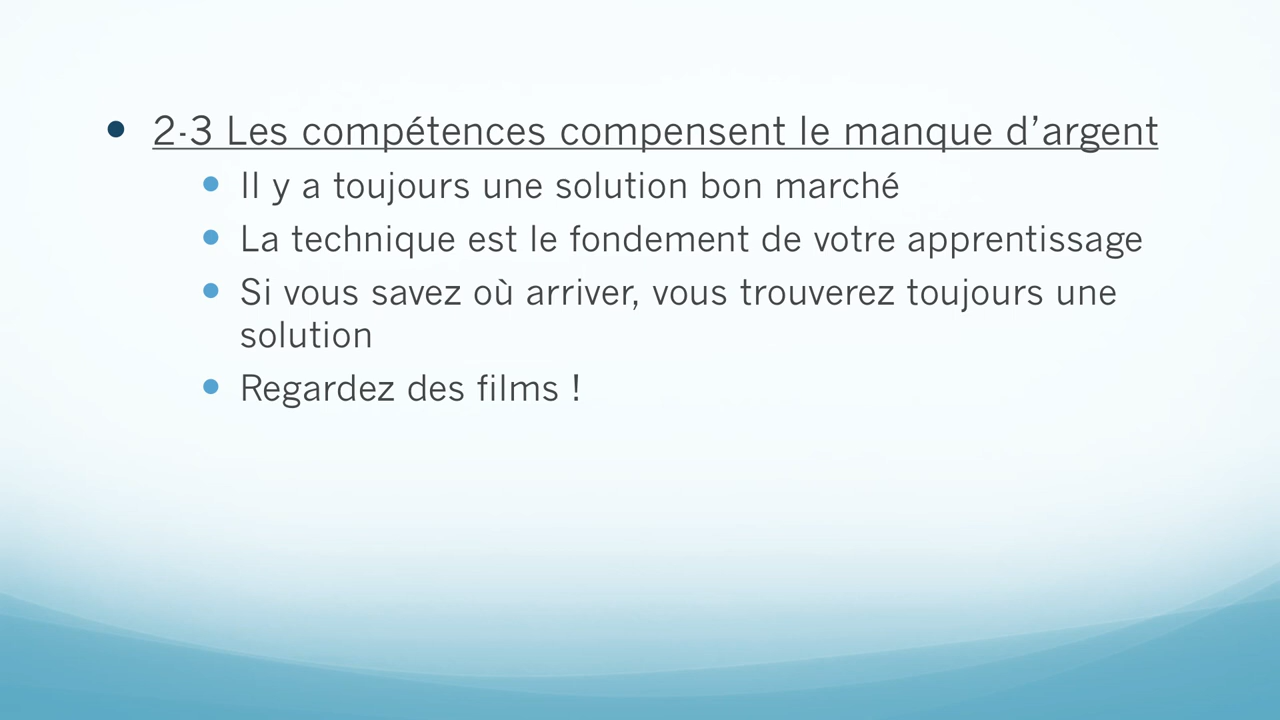 2-3 Les compétences compensent le manque d’argent
Il y a toujours une solution bon marché
La technique est le fondement de votre apprentissage
Si vous savez où arriver, vous trouverez toujours une
solution
Regardez des films !